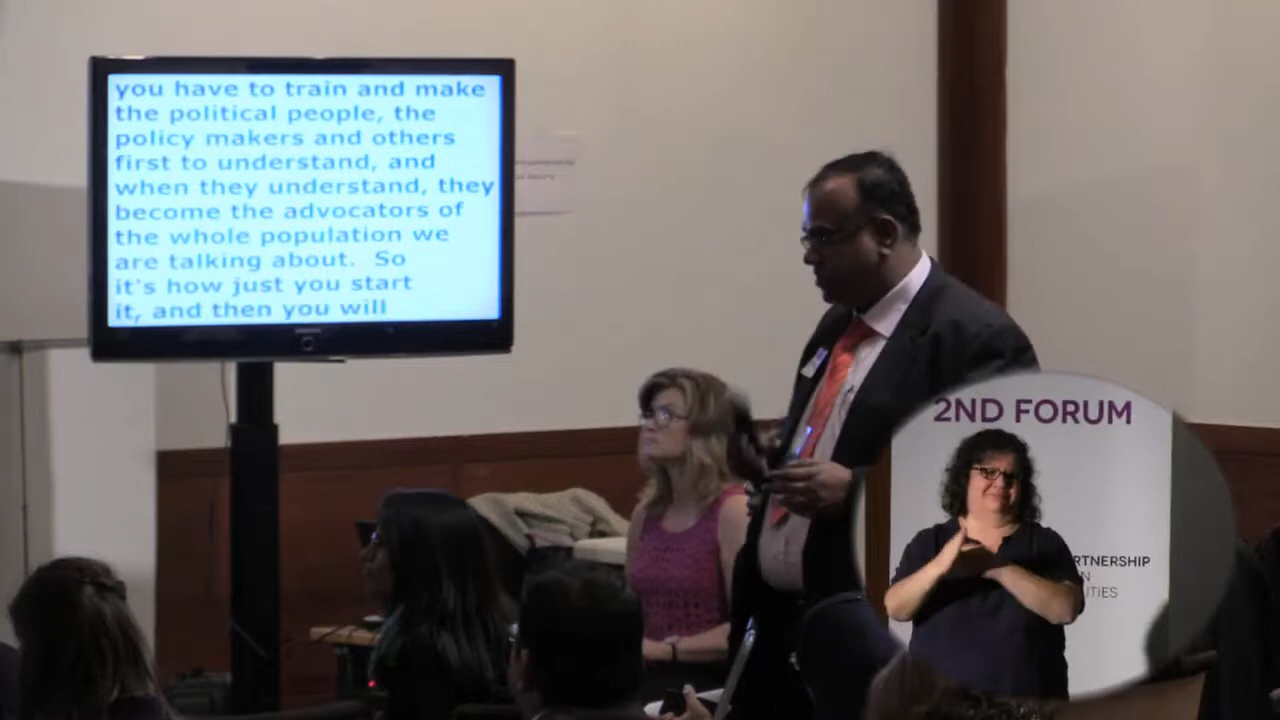 you have to train and make
the political people, the
policy makers and others
first to understand, and
when they understand, they
become the advocators of
the whole population we
are talking about.  So
it's how just you start
it, and then you will
2ND FORUM
RTNERSHIP
N
ITIES